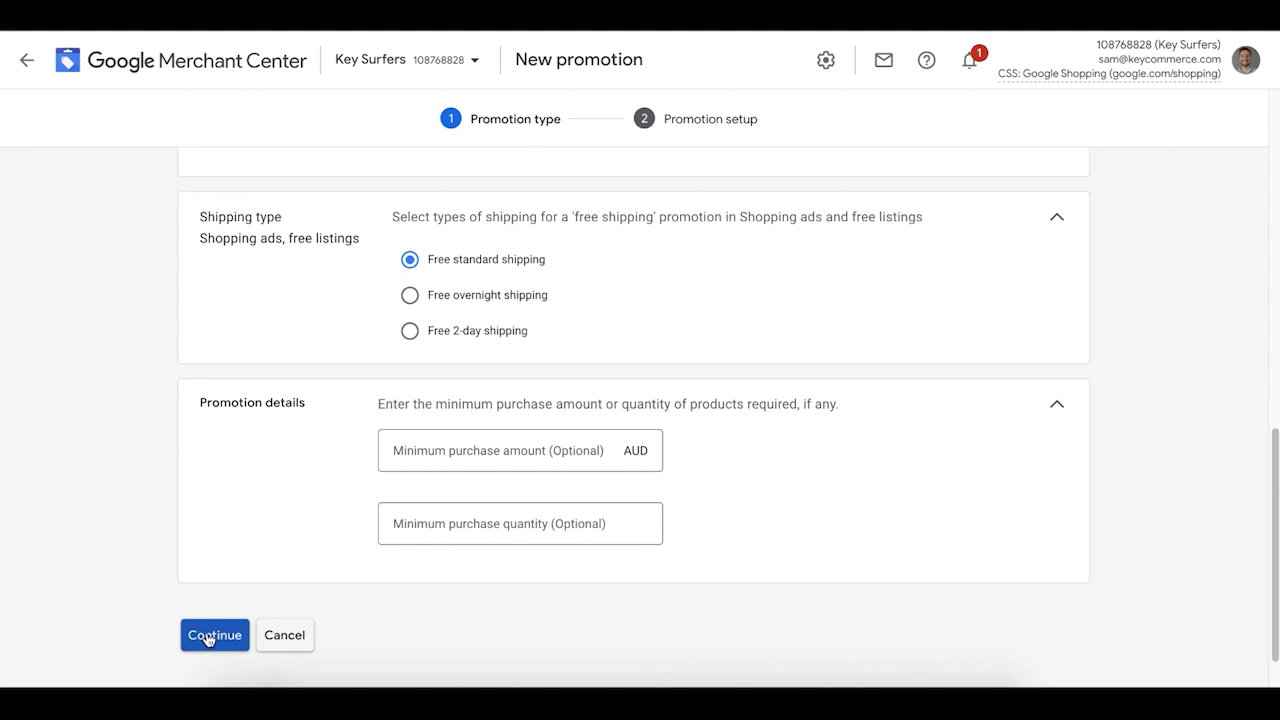 Google Merchant Center
Key Surfers 108768828
New promotion
1
108768828 (Key Surfers)
sam@keycommerce.com
CSS: Google Shopping (google.com/shopping)
1 Promotion type
2 Promotion setup
Shipping type
Shopping ads, free listings
Select types of shipping for a 'free shipping' promotion in Shopping ads and free listings
Free standard shipping
Free overnight shipping
Free 2-day shipping
Promotion details
Enter the minimum purchase amount or quantity of products required, if any.
Minimum purchase amount (Optional) AUD
Minimum purchase quantity (Optional)
Continue
Cancel